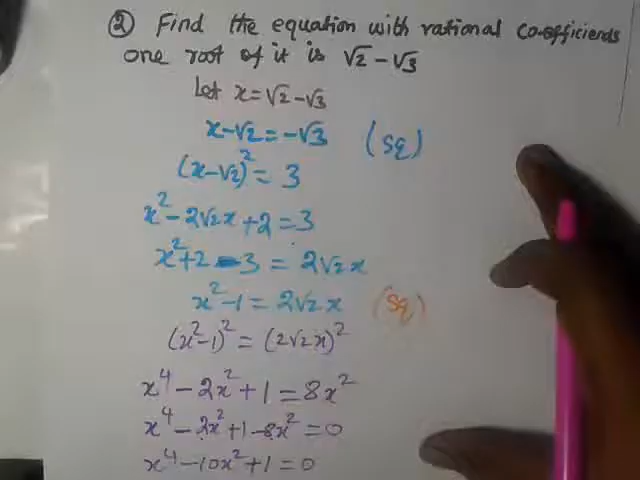 ② Find the equation with rational co-efficients
one root of it is √2 - √3
Let x = √2 - √3
x - √2 = -√3 (sq)
(x - √2)² = 3
x² - 2√2x + 2 = 3
x² + 2 - 3 = 2√2x
x² - 1 = 2√2x (sq)
(x² - 1)² = (2√2x)²
x⁴ - 2x² + 1 = 8x²
x⁴ - 2x² + 1 - 8x² = 0
x⁴ - 10x² + 1 = 0